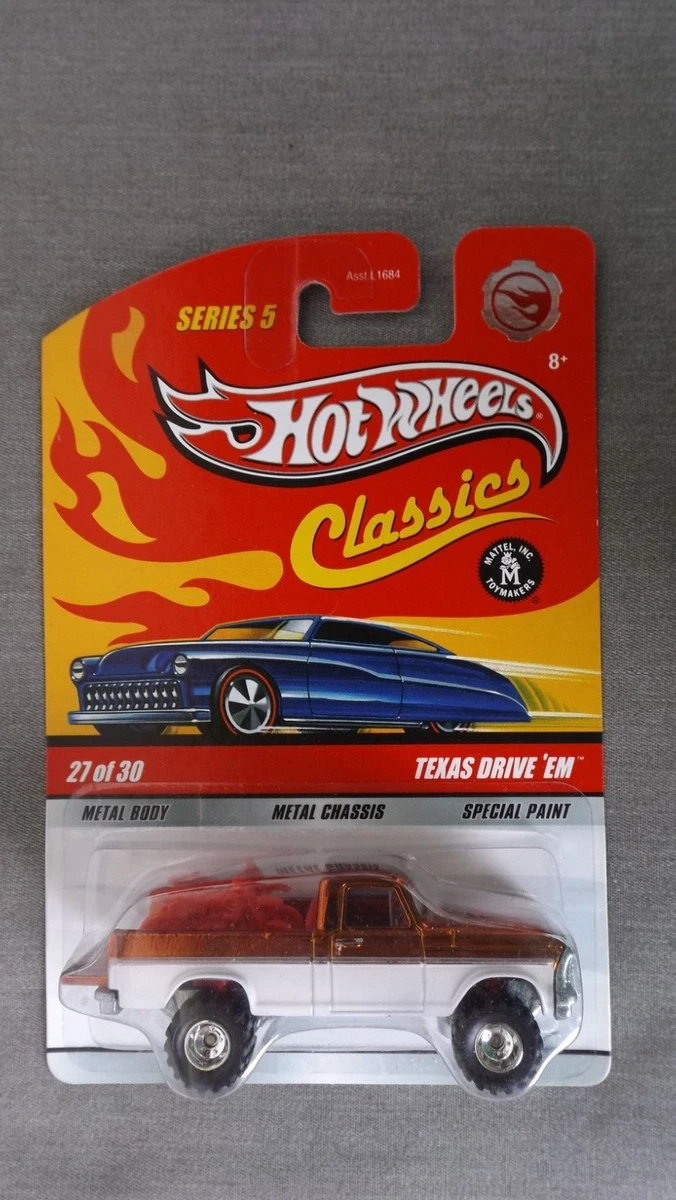 Asst.L1684
SERIES 5
8+
HOT WHEELS®
Classics
MATTEL, INC.
M
TOYMAKERS
®
27 of 30
TEXAS DRIVE 'EM™
METAL BODY METAL CHASSIS SPECIAL PAINT